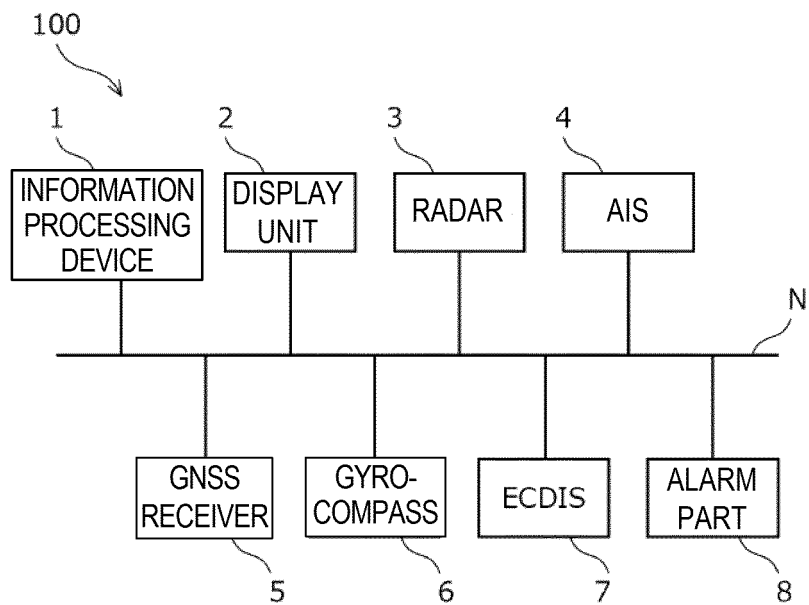 100
1
2
3
4
INFORMATION
PROCESSING
DEVICE
DISPLAY
UNIT
RADAR
AIS
N
GNSS
RECEIVER
GYRO-
COMPASS
ECDIS
ALARM
PART
5
6
7
8